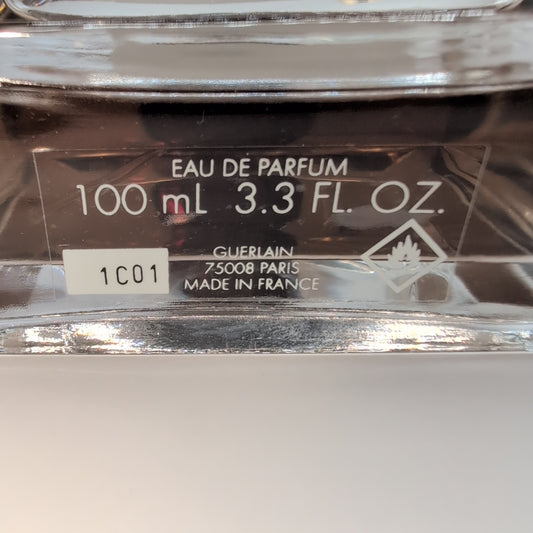 EAU DE PARFUM
100 mL 3.3 FL. OZ.
GUERLAIN
75008 PARIS
MADE IN FRANCE
1C01